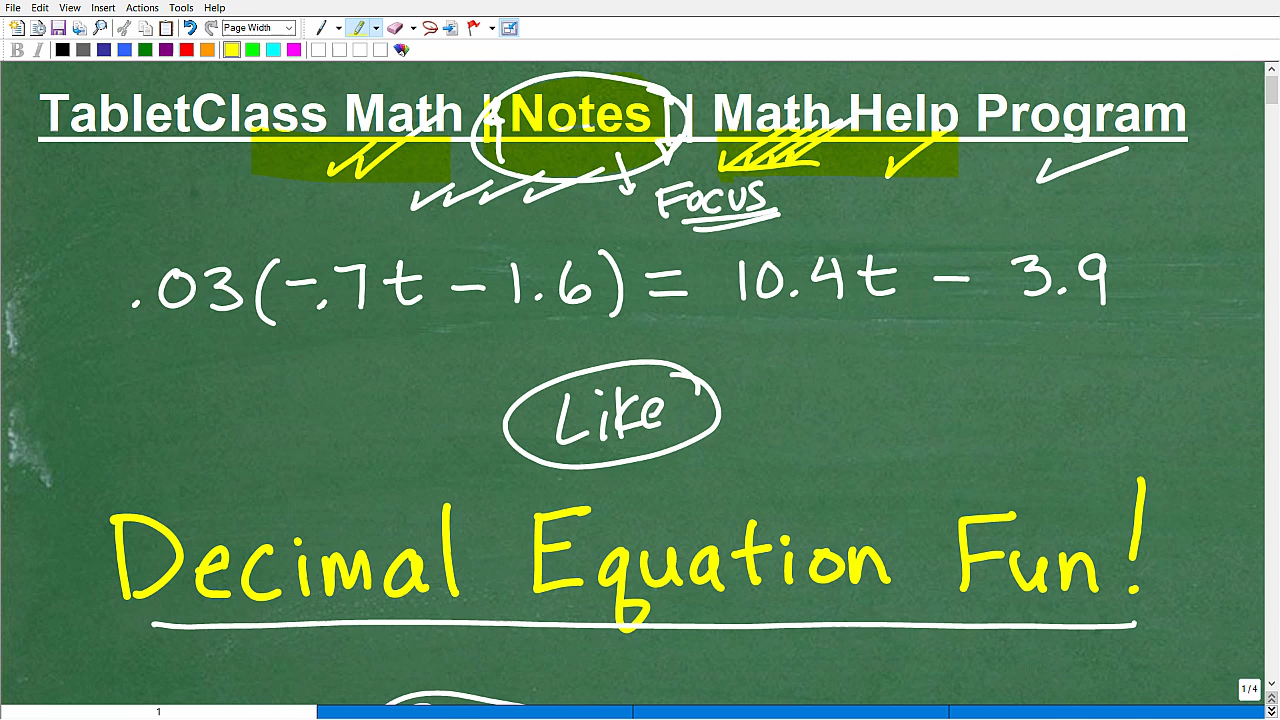 File Edit View Insert Actions Tools Help
Page Width
B I
TabletClass Math | Notes | Math Help Program
Focus
.03(-.7t - 1.6) = 10.4t - 3.9
Like
Decimal Equation Fun!
1/4
1